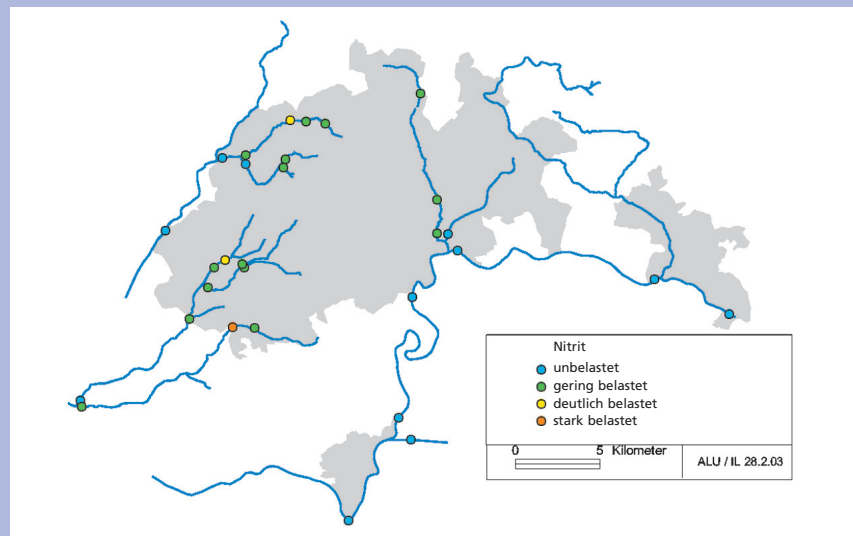 Nitrit
unbelastet
gering belastet
deutlich belastet
stark belastet
0 5 Kilometer
ALU / IL 28.2.03